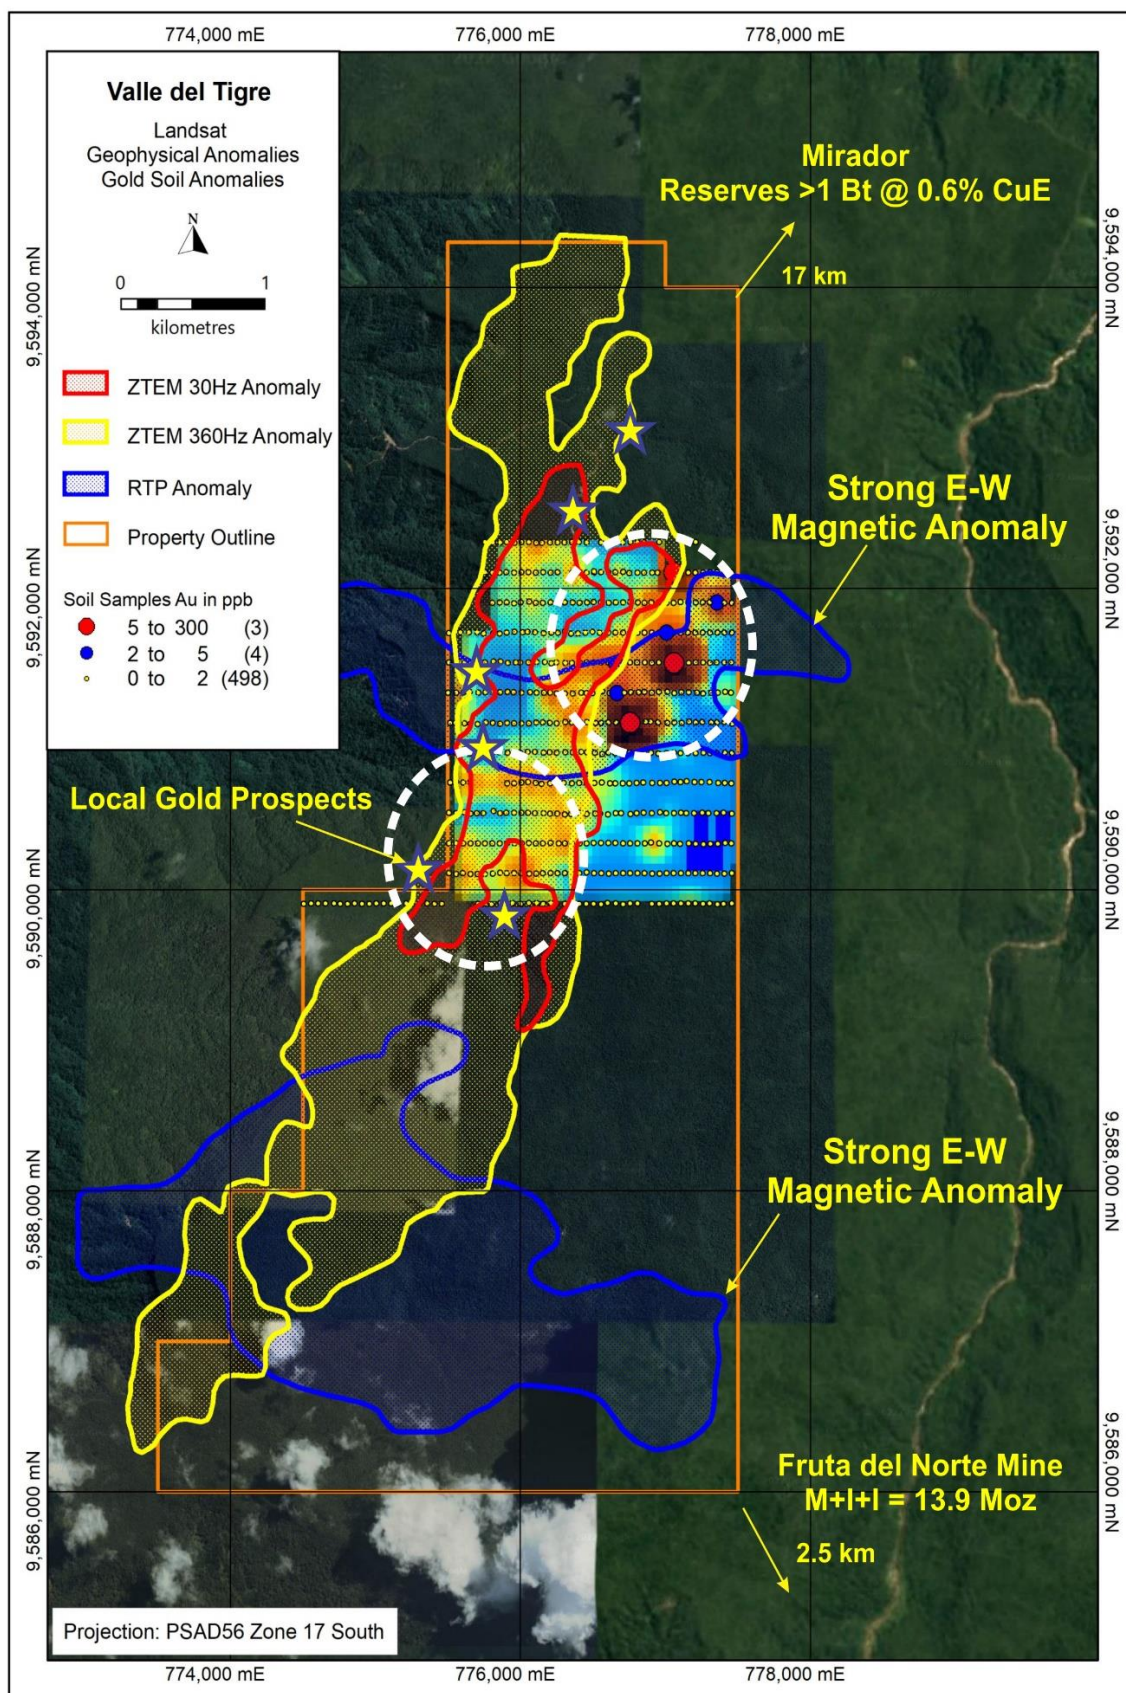 774,000 mE
776,000 mE
778,000 mE
Valle del Tigre
Landsat
Geophysical Anomalies
Gold Soil Anomalies
N
0
1
kilometres
ZTEM 30Hz Anomaly
ZTEM 360Hz Anomaly
RTP Anomaly
Property Outline
Soil Samples Au in ppb
5 to 300 (3)
2 to 5 (4)
0 to 2 (498)
Mirador
Reserves >1 Bt @ 0.6% CuE
17 km
9,594,000 mN
9,594,000 mN
Strong E-W
Magnetic Anomaly
9,592,000 mN
9,592,000 mN
Local Gold Prospects
9,590,000 mN
9,590,000 mN
Strong E-W
Magnetic Anomaly
9,588,000 mN
9,588,000 mN
Fruta del Norte Mine
M+I+I = 13.9 Moz
2.5 km
9,586,000 mN
9,586,000 mN
Projection: PSAD56 Zone 17 South
774,000 mE
776,000 mE
778,000 mE